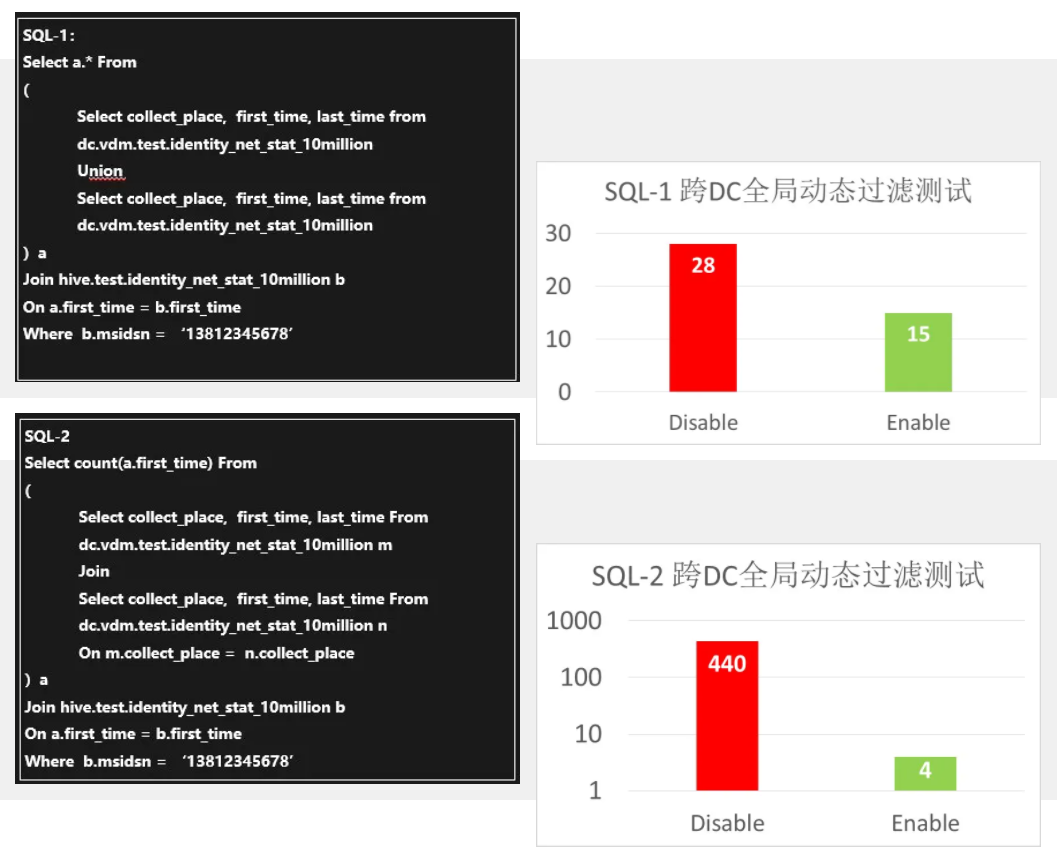 SQL-1:
Select a.* From
(
Select collect_place, first_time, last_time from
dc.vdm.test.identity_net_stat_10million
Union
Select collect_place, first_time, last_time from
dc.vdm.test.identity_net_stat_10million
) a
Join hive.test.identity_net_stat_10million b
On a.first_time = b.first_time
Where b.msidsn = ‘13812345678’
SQL-1 跨DC全局动态过滤测试
30
20
10
0
28
15
Disable
Enable
SQL-2
Select count(a.first_time) From
(
Select collect_place, first_time, last_time From
dc.vdm.test.identity_net_stat_10million m
Join
Select collect_place, first_time, last_time From
dc.vdm.test.identity_net_stat_10million n
On m.collect_place = n.collect_place
) a
Join hive.test.identity_net_stat_10million b
On a.first_time = b.first_time
Where b.msidsn = ‘13812345678’
SQL-2 跨DC全局动态过滤测试
1000
100
10
1
440
4
Disable
Enable